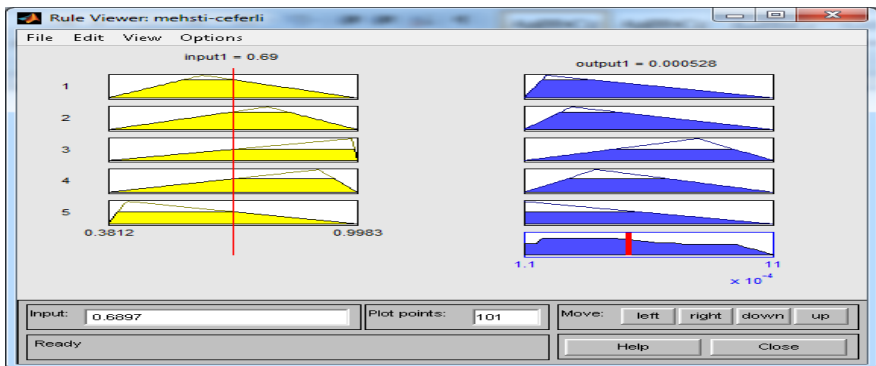 Rule Viewer: mehsti-ceferli
File Edit View Options
input1 = 0.69
output1 = 0.000528
1
2
3
4
5
0.3812 0.9983
1.1 11
x 10⁻⁴
Input: 0.6897 Plot points: 101 Move: left right down up
Ready Help Close